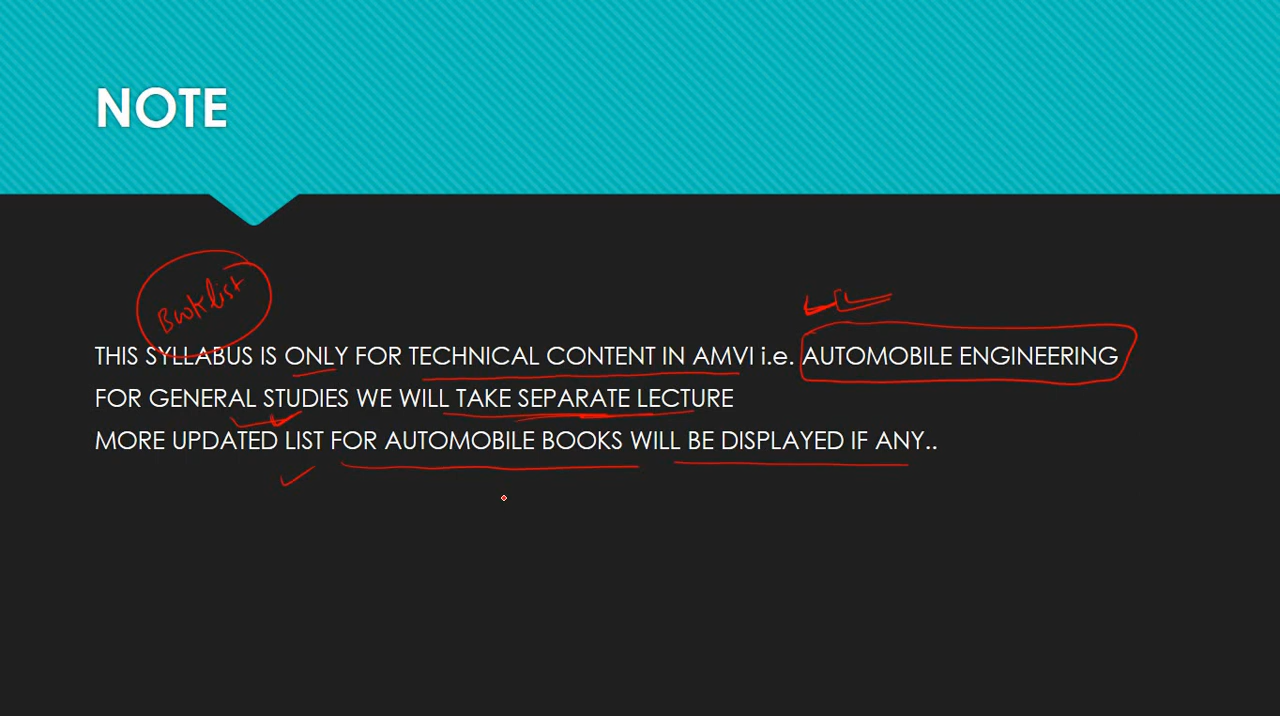 NOTE
Booklist
THIS SYLLABUS IS ONLY FOR TECHNICAL CONTENT IN AMVI i.e. AUTOMOBILE ENGINEERING
FOR GENERAL STUDIES WE WILL TAKE SEPARATE LECTURE
MORE UPDATED LIST FOR AUTOMOBILE BOOKS WILL BE DISPLAYED IF ANY..